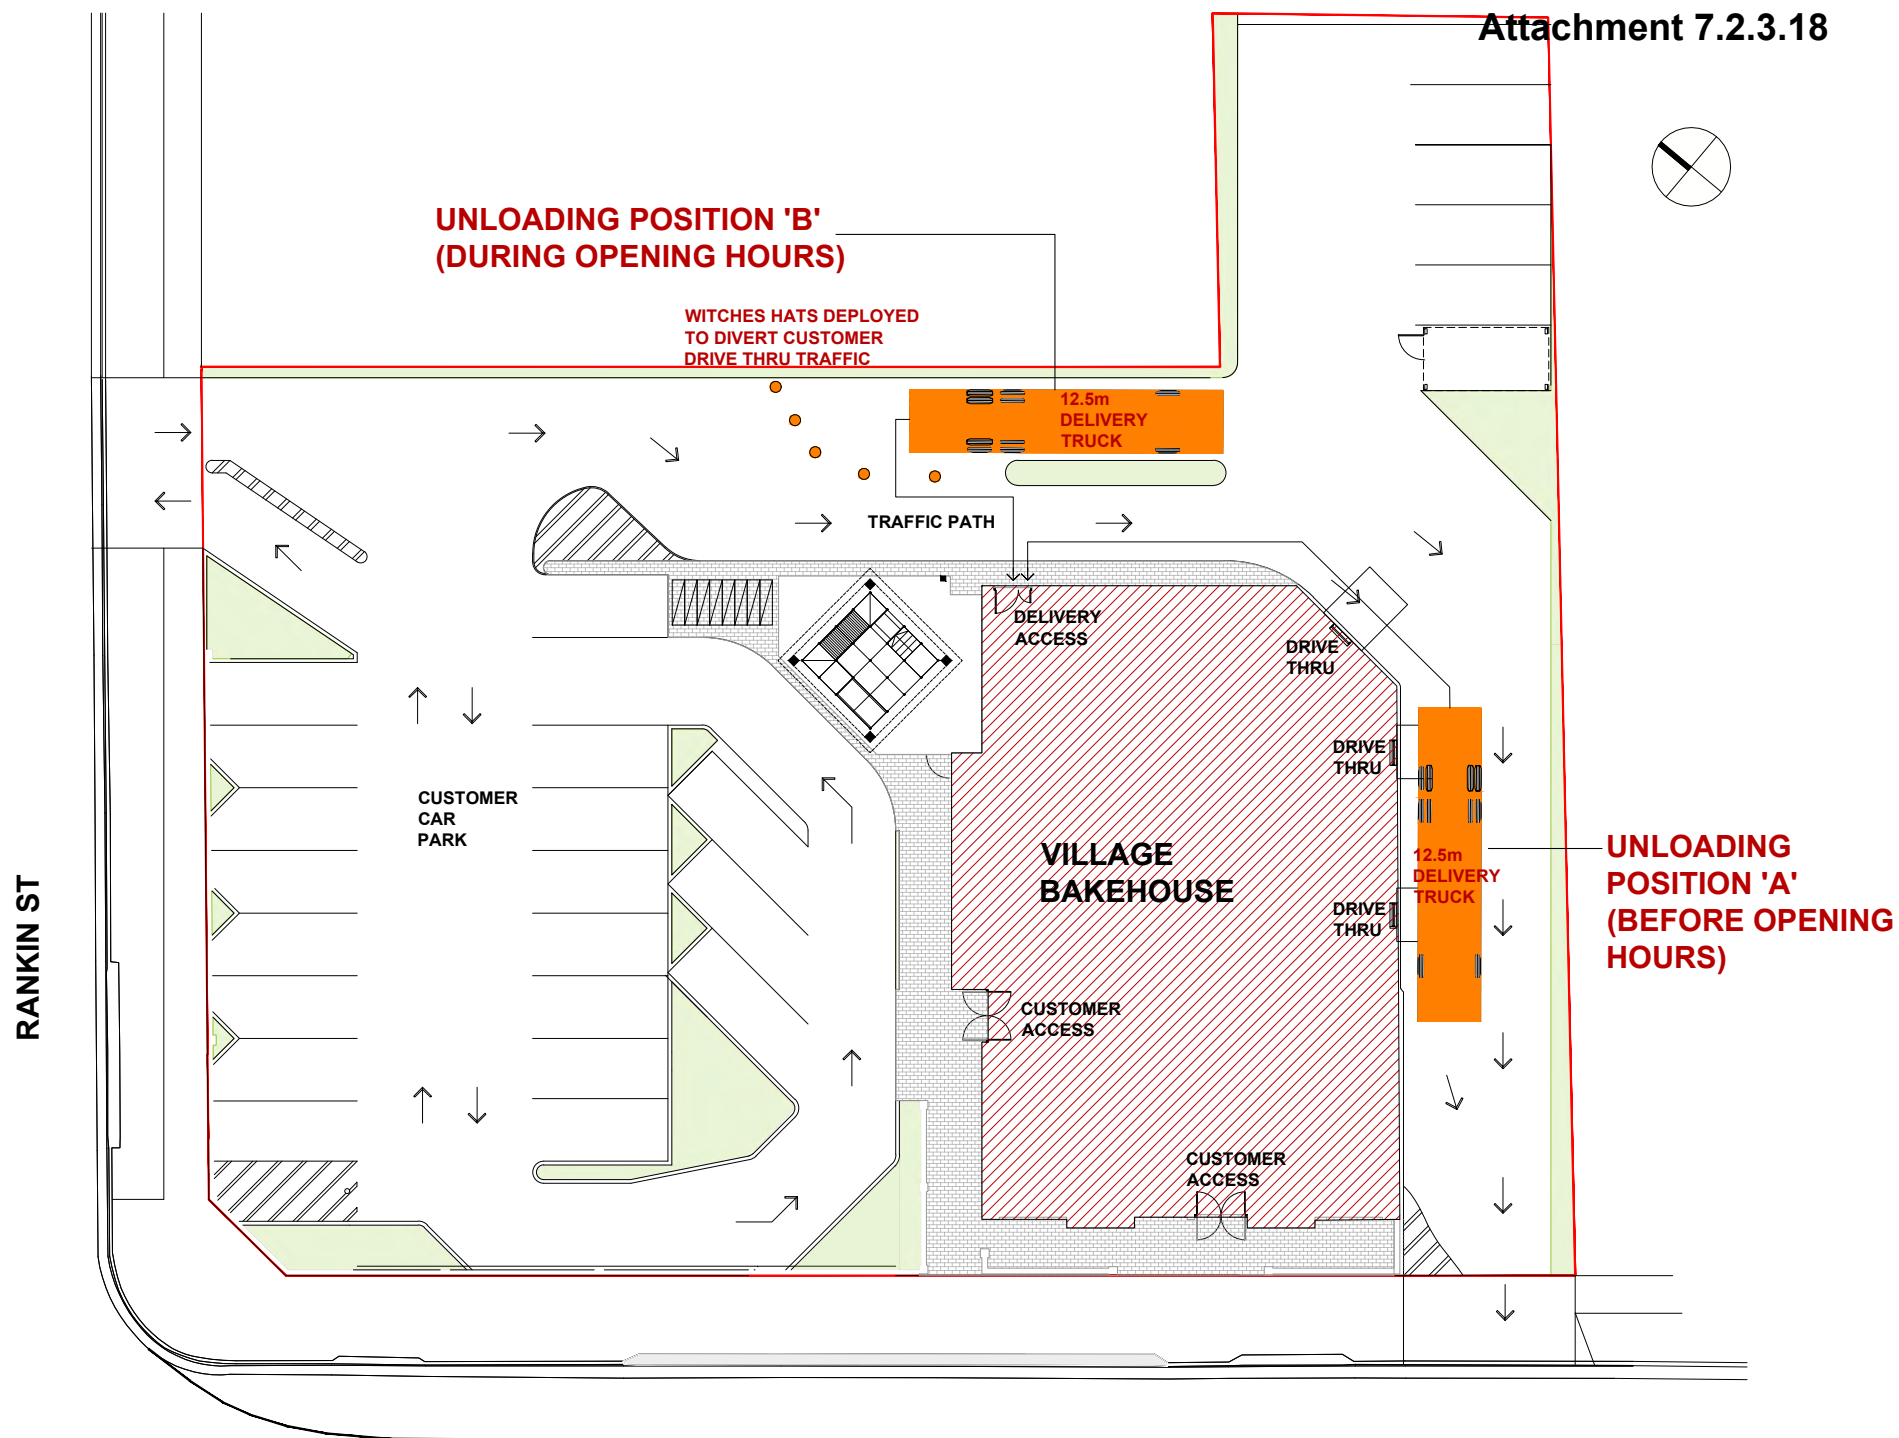 Attachment 7.2.3.18
UNLOADING POSITION 'B'
(DURING OPENING HOURS)
WITCHES HATS DEPLOYED
TO DIVERT CUSTOMER
DRIVE THRU TRAFFIC
12.5m
DELIVERY
TRUCK
TRAFFIC PATH
DELIVERY
ACCESS
DRIVE
THRU
DRIVE
THRU
CUSTOMER
CAR
PARK
VILLAGE
BAKEHOUSE
12.5m
DELIVERY
TRUCK
UNLOADING
POSITION 'A'
(BEFORE OPENING
HOURS)
DRIVE
THRU
RANKIN ST
CUSTOMER
ACCESS
CUSTOMER
ACCESS